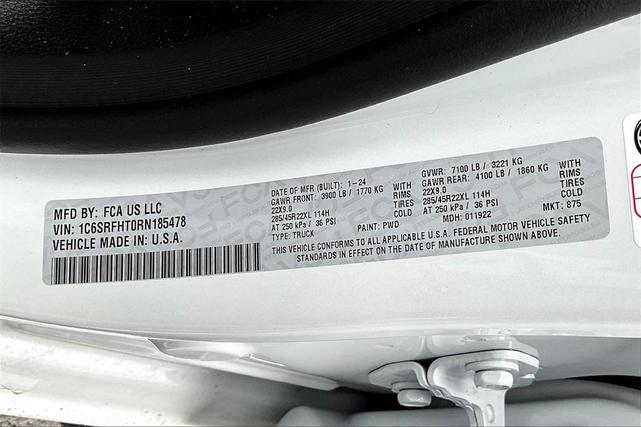 MFD BY: FCA US LLC
VIN: 1C6SRFHT0RN185478
VEHICLE MADE IN: U.S.A.
DATE OF MFR (BUILT): 1-24
GAWR FRONT: 3900 LB / 1770 KG WITH
22X9.0 RIMS
285/45R22XL 114H TIRES
AT 250 kPa / 36 PSI COLD
TYPE: TRUCK PAINT: PWD
GVWR: 7100 LB / 3221 KG
GAWR REAR: 4100 LB / 1860 KG WITH
22X9.0 RIMS
285/45R22XL 114H TIRES
AT 250 kPa / 36 PSI COLD
MDH: 011922 MKT: 875
THIS VEHICLE CONFORMS TO ALL APPLICABLE U.S.A. FEDERAL MOTOR VEHICLE SAFETY
STANDARDS IN EFFECT ON THE DATE OF MANUFACTURE SHOWN ABOVE.